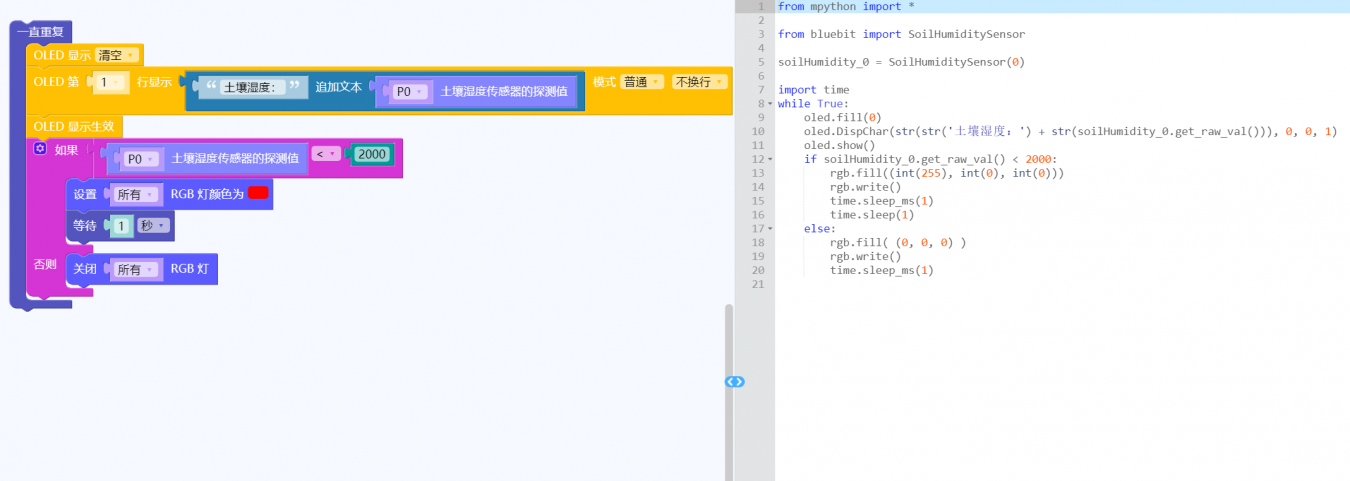 一直重复
OLED 显示 清空
OLED 第 1 行显示 “ 土壤湿度： ” 追加文本 P0 土壤湿度传感器的探测值 模式 普通 不换行
OLED 显示生效
如果 P0 土壤湿度传感器的探测值 < 2000
设置 所有 RGB 灯颜色为
等待 1 秒
否则 关闭 所有 RGB 灯
1 from mpython import *
2
3 from bluebit import SoilHumiditySensor
4
5 soilHumidity_0 = SoilHumiditySensor(0)
6
7 import time
8 while True:
9 oled.fill(0)
10 oled.DispChar(str(str('土壤湿度：') + str(soilHumidity_0.get_raw_val())), 0, 0, 1)
11 oled.show()
12 if soilHumidity_0.get_raw_val() < 2000:
13 rgb.fill((int(255), int(0), int(0)))
14 rgb.write()
15 time.sleep_ms(1)
16 time.sleep(1)
17 else:
18 rgb.fill( (0, 0, 0) )
19 rgb.write()
20 time.sleep_ms(1)
21